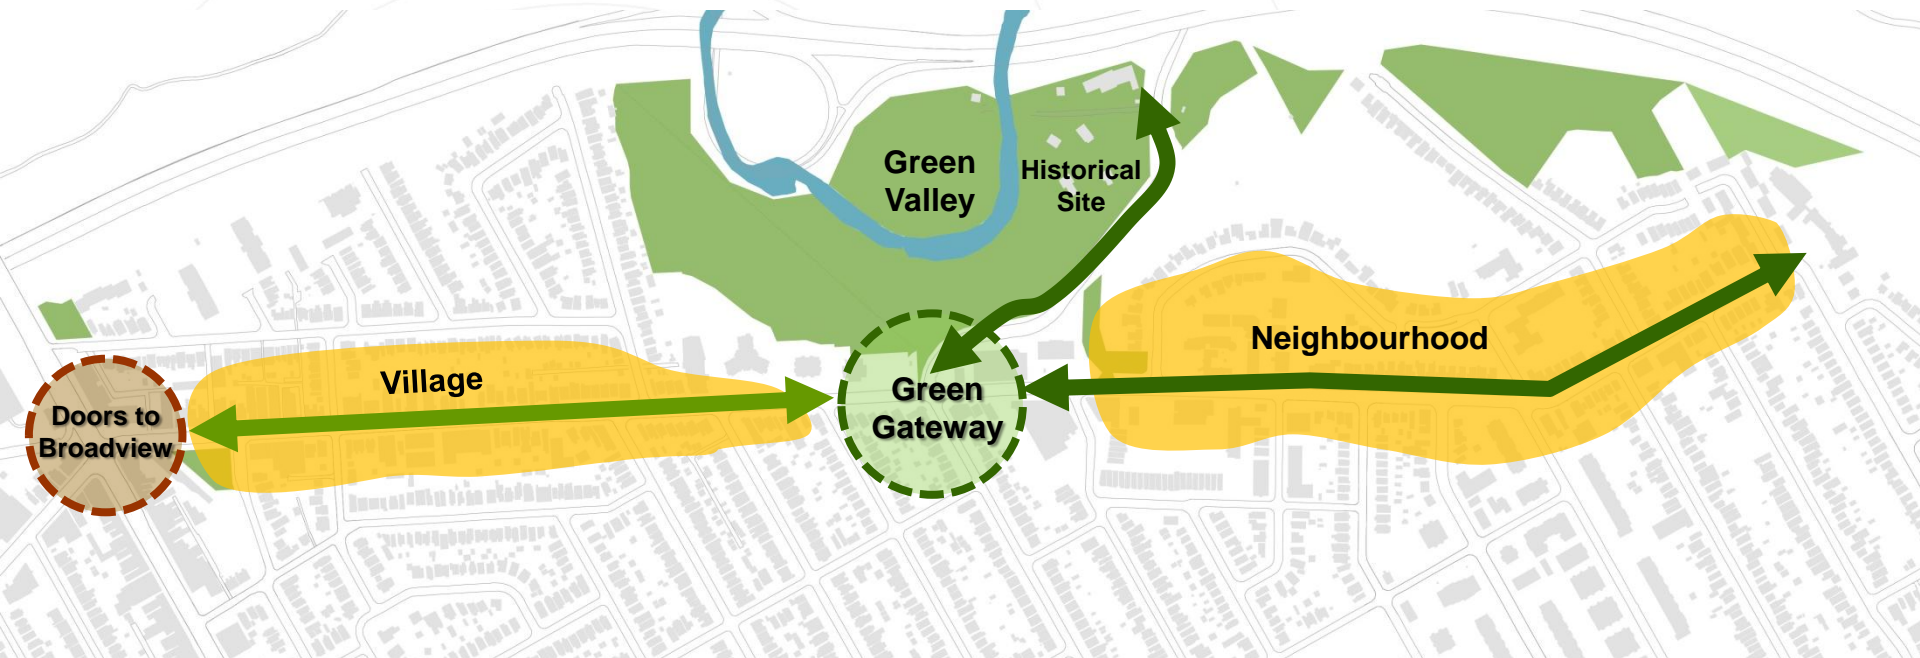 Green
Valley
Historical
Site
Neighbourhood
Village
Doors to
Broadview
Green
Gateway